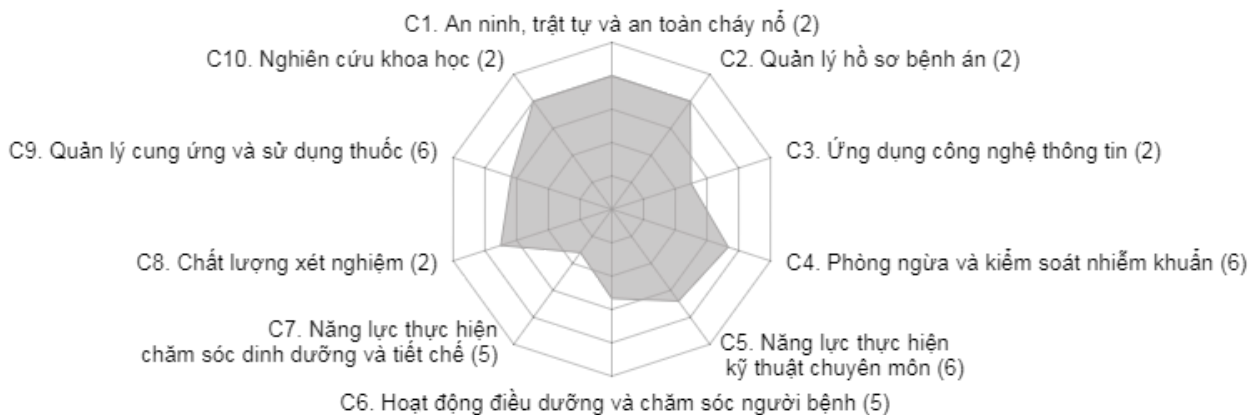 C1. An ninh, trật tự và an toàn cháy nổ (2)
C2. Quản lý hồ sơ bệnh án (2)
C3. Ứng dụng công nghệ thông tin (2)
C4. Phòng ngừa và kiểm soát nhiễm khuẩn (6)
C5. Năng lực thực hiện
kỹ thuật chuyên môn (6)
C6. Hoạt động điều dưỡng và chăm sóc người bệnh (5)
C7. Năng lực thực hiện
chăm sóc dinh dưỡng và tiết chế (5)
C8. Chất lượng xét nghiệm (2)
C9. Quản lý cung ứng và sử dụng thuốc (6)
C10. Nghiên cứu khoa học (2)